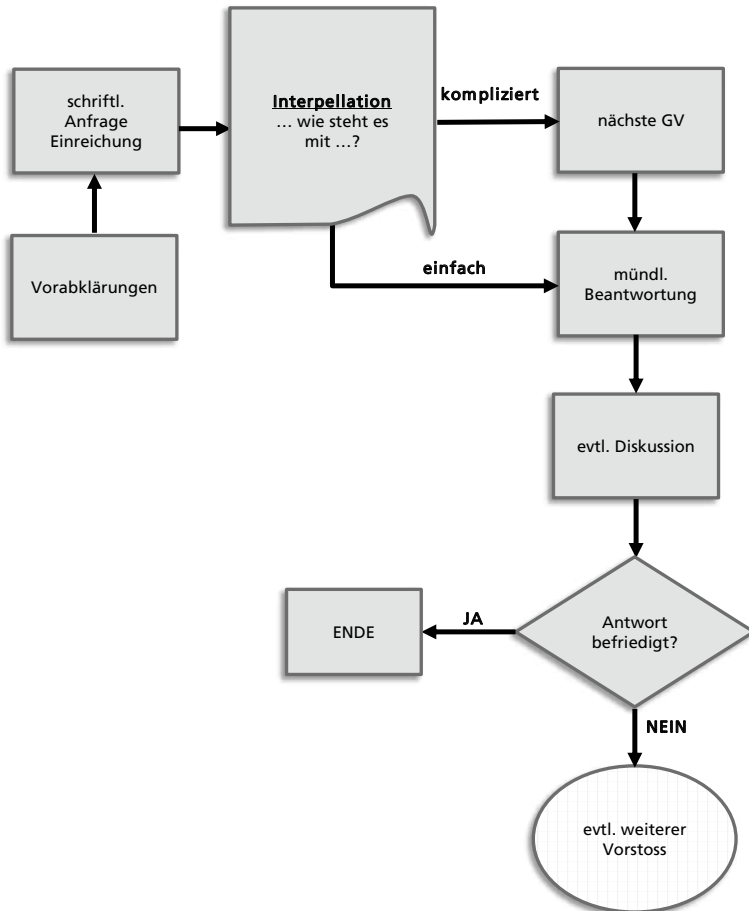 Vorabklärungen
schriftl.
Anfrage
Einreichung
Interpellation
... wie steht es
mit ...?
kompliziert
nächste GV
einfach
mündl.
Beantwortung
evtl. Diskussion
Antwort
befriedigt?
JA
ENDE
NEIN
evtl. weiterer
Vorstoss